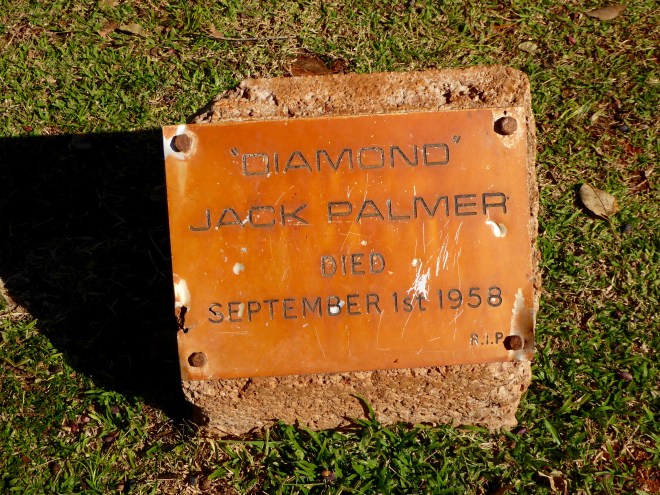 "DIAMOND"
JACK PALMER
DIED
SEPTEMBER 1st 1958
R.I.P.